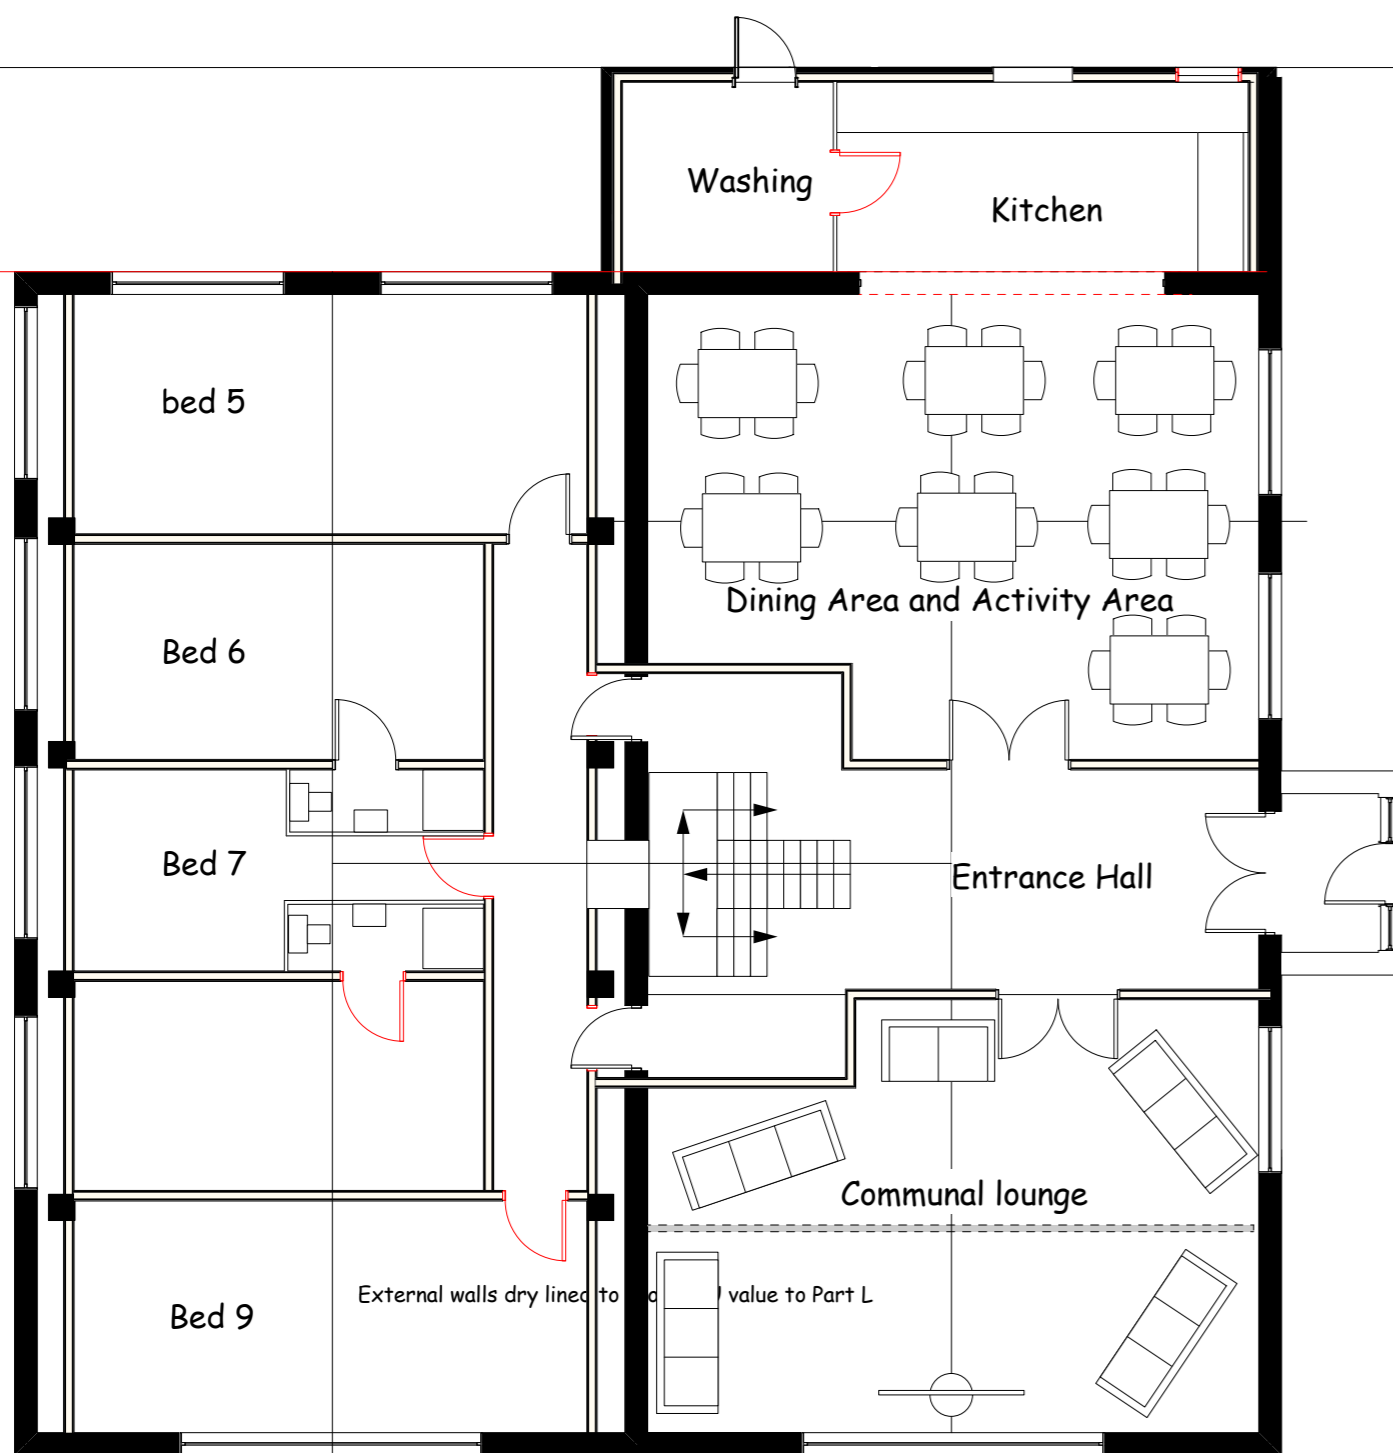 Washing
Kitchen
bed 5
Bed 6
Dining Area and Activity Area
Bed 7
Entrance Hall
Communal lounge
External walls dry lined to value to Part L
Bed 9